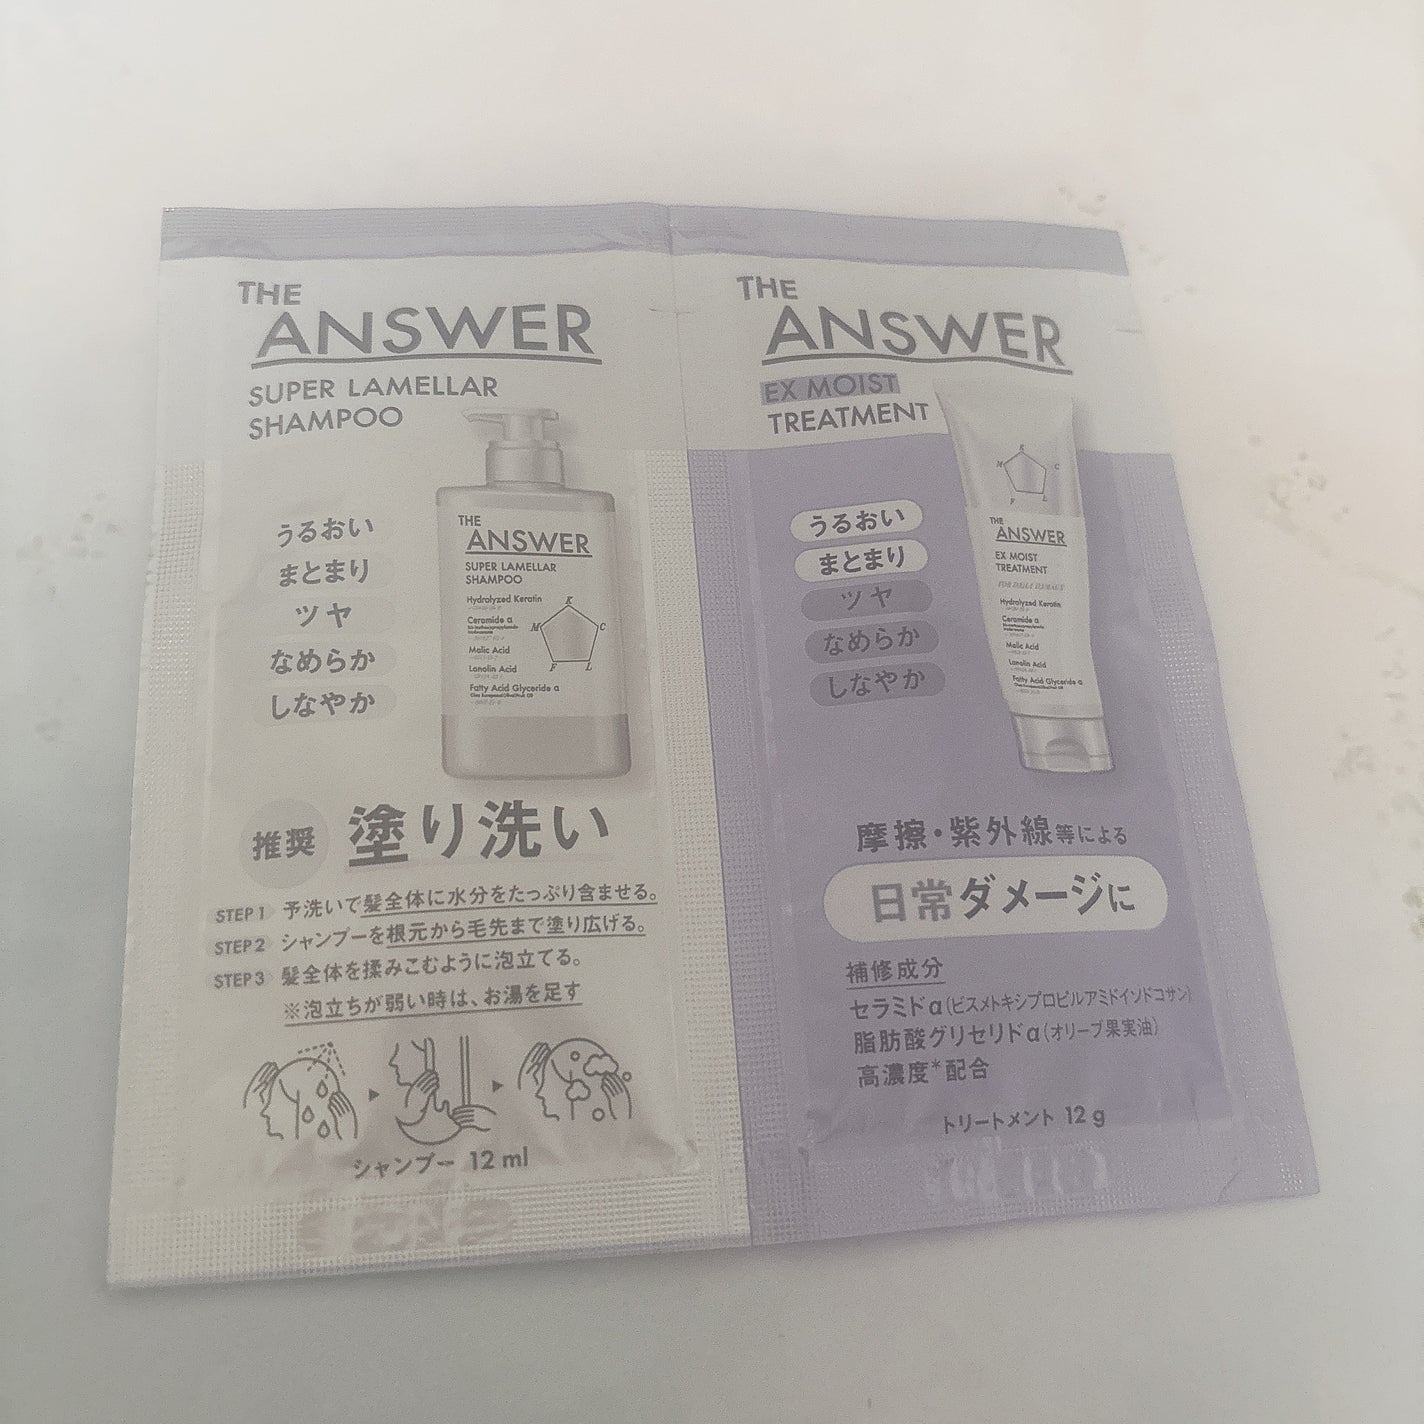 THE
ANSWER
SUPER LAMELLAR
SHAMPOO
うるおい
まとまり
ツヤ
なめらか
しなやか
THE
ANSWER
SUPER LAMELLAR
SHAMPOO
Hydrolyzed Keratin
Ceramide α
Malic Acid
Lanolin Acid
Fatty Acid Glyceride α
K
M
C
F
L
推奨 塗り洗い
STEP 1 予洗いで髪全体に水分をたっぷり含ませる。
STEP 2 シャンプーを根元から毛先まで塗り広げる。
STEP 3 髪全体を揉みこむように泡立てる。
※泡立ちが弱い時は、お湯を足す
シャンプー 12 ml
THE
ANSWER
EX MOIST
TREATMENT
うるおい
まとまり
ツヤ
なめらか
しなやか
K
M
C
F
L
THE
ANSWER
EX MOIST
TREATMENT
FOR DAILY DAMAGE
Hydrolyzed Keratin
Ceramide α
Malic Acid
Lanolin Acid
Fatty Acid Glyceride α
摩擦・紫外線等による
日常ダメージに
補修成分
セラミドα(ビスメトキシプロピルアミドイソドコサン)
脂肪酸グリセリドα(オリーブ果実油)
高濃度*配合
トリートメント 12 g